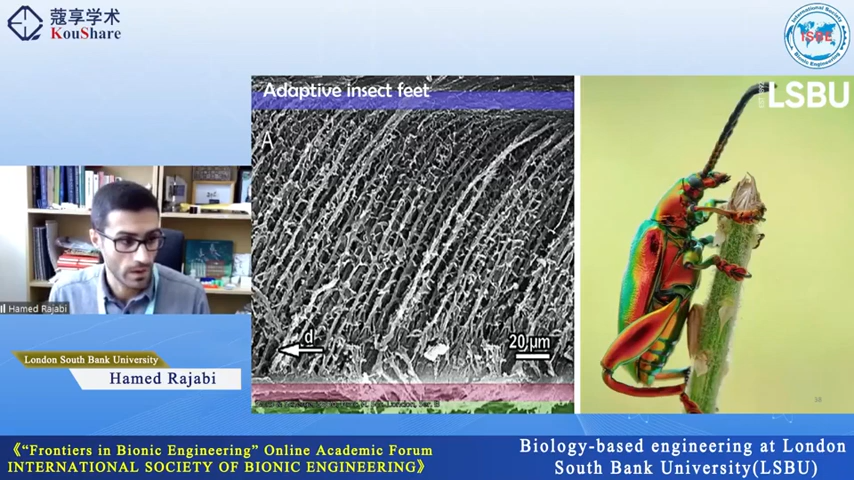 蔻享学术
KouShare
International Society
ISBE
Bionic Engineering
Adaptive insect feet
LSBU
A
d
20 μm
38
Hamed Rajabi
London South Bank University
Hamed Rajabi
《“Frontiers in Bionic Engineering” Online Academic Forum
INTERNATIONAL SOCIETY OF BIONIC ENGINEERING》
Biology-based engineering at London
South Bank University(LSBU)